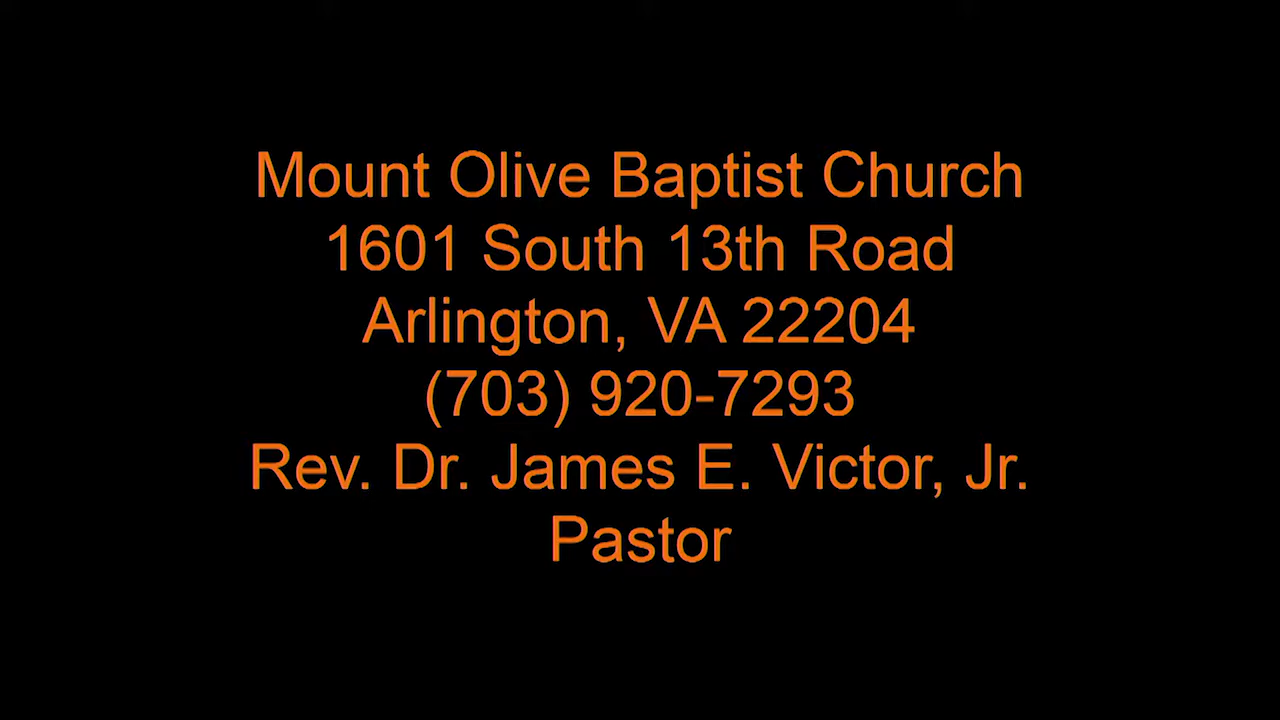 Mount Olive Baptist Church
1601 South 13th Road
Arlington, VA 22204
(703) 920-7293
Rev. Dr. James E. Victor, Jr.
Pastor